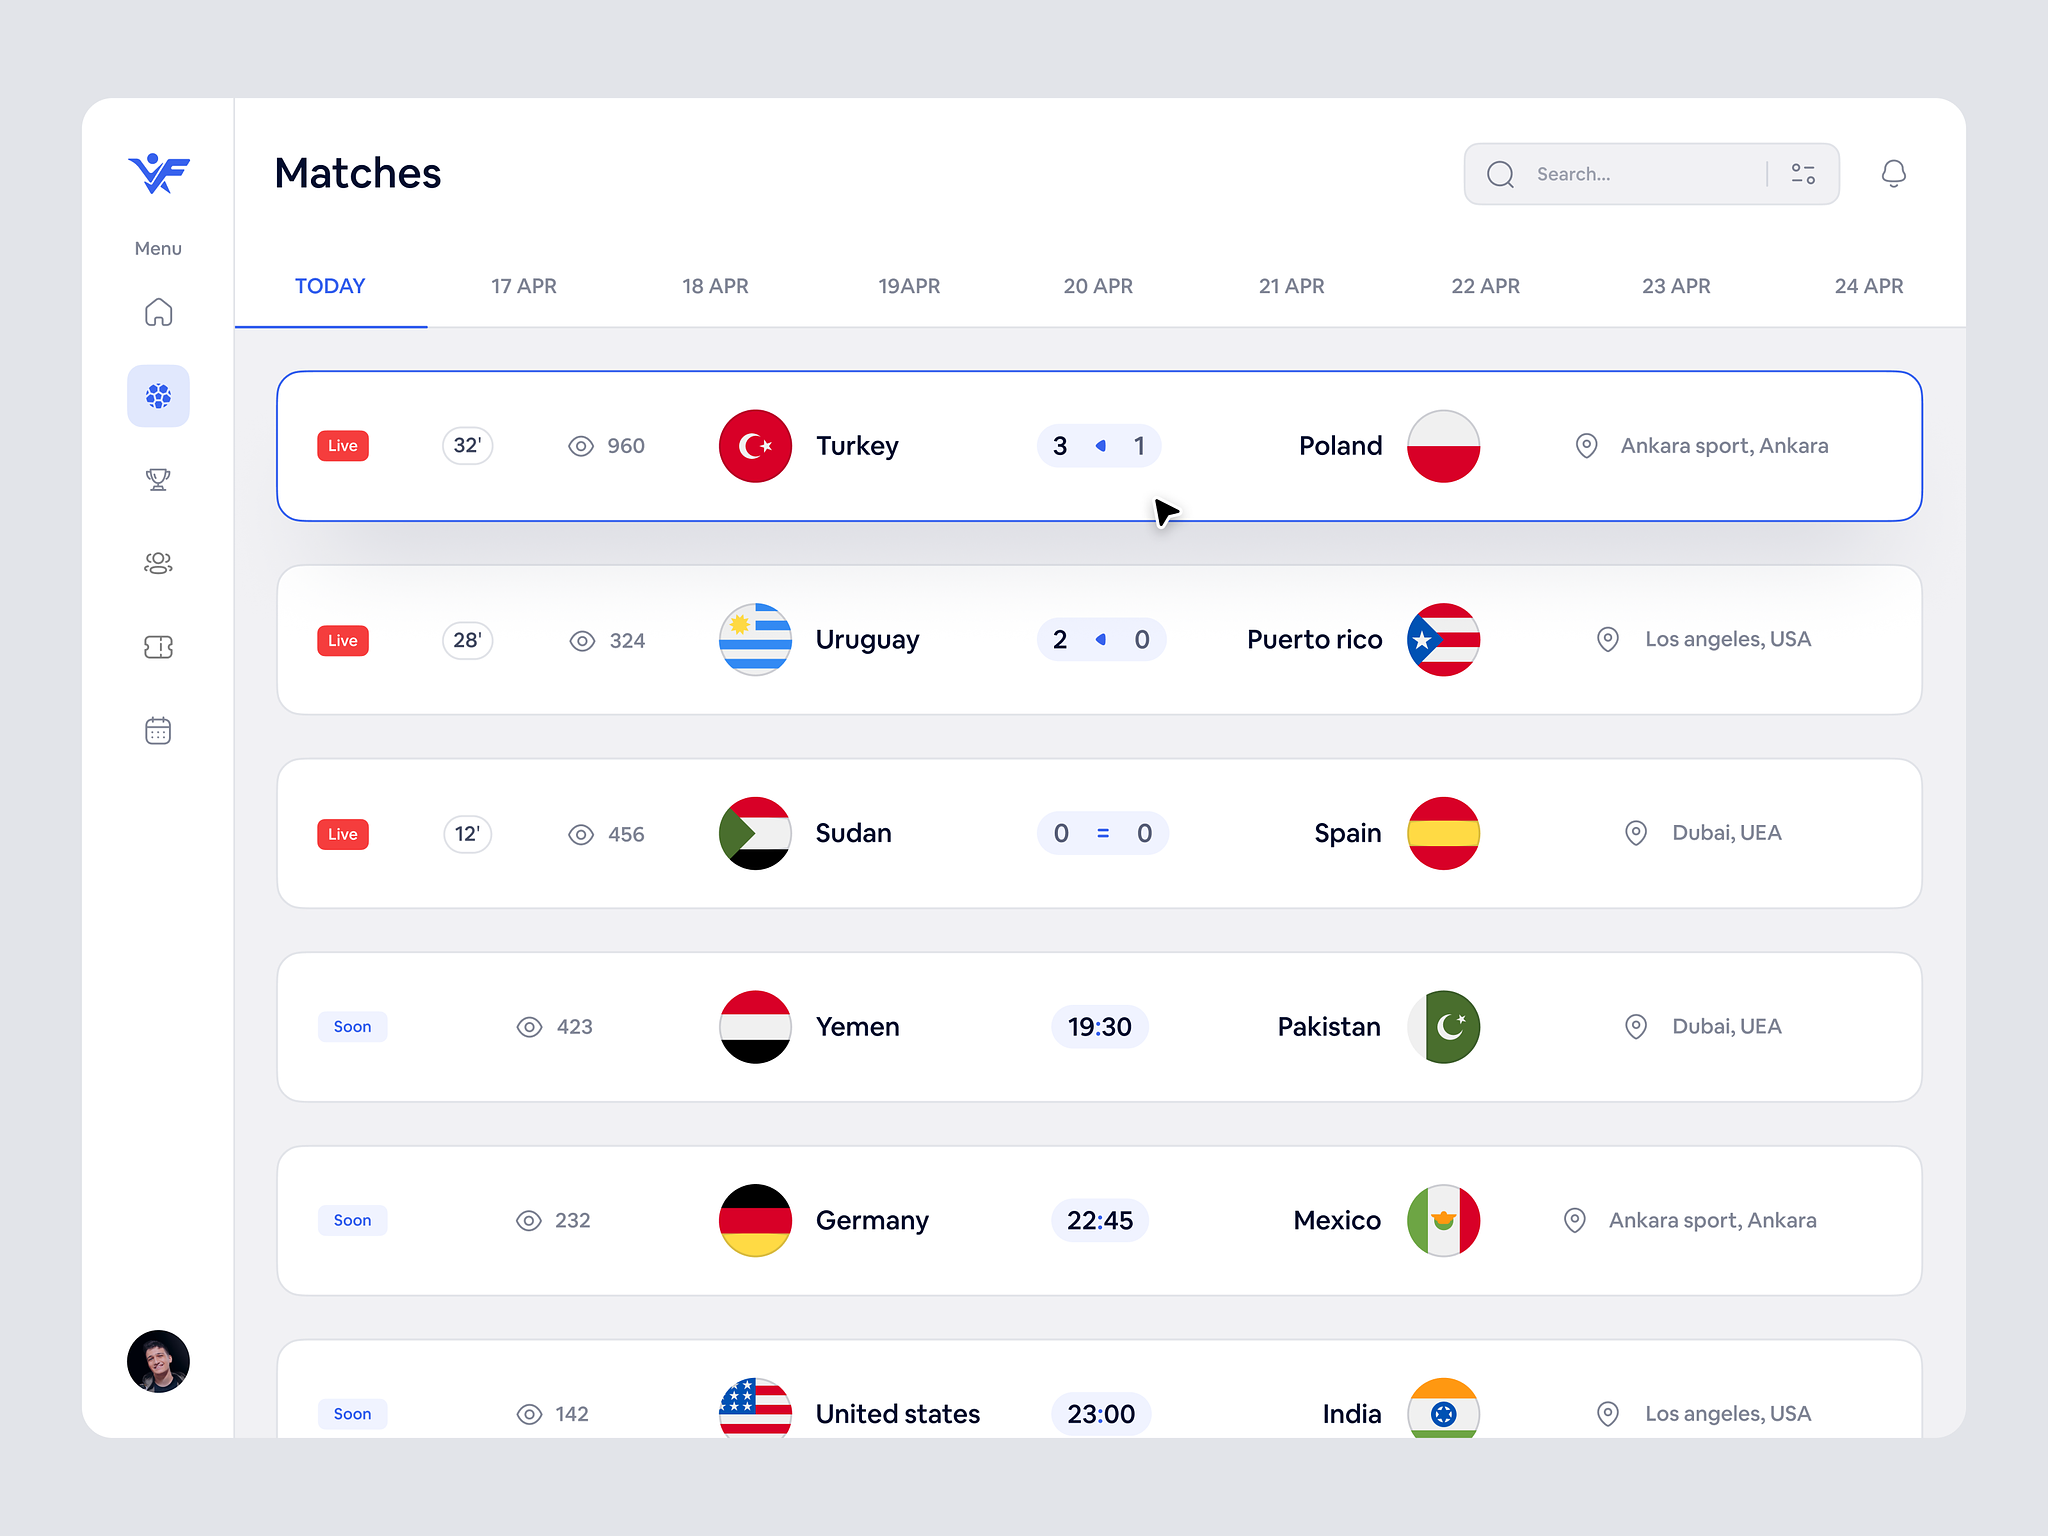 Matches
Search...
Menu
TODAY 17 APR 18 APR 19APR 20 APR 21 APR 22 APR 23 APR 24 APR
Live 32' 960 Turkey 3 1 Poland Ankara sport, Ankara
Live 28' 324 Uruguay 2 0 Puerto rico Los angeles, USA
Live 12' 456 Sudan 0 = 0 Spain Dubai, UEA
Soon 423 Yemen 19:30 Pakistan Dubai, UEA
Soon 232 Germany 22:45 Mexico Ankara sport, Ankara
Soon 142 United states 23:00 India Los angeles, USA